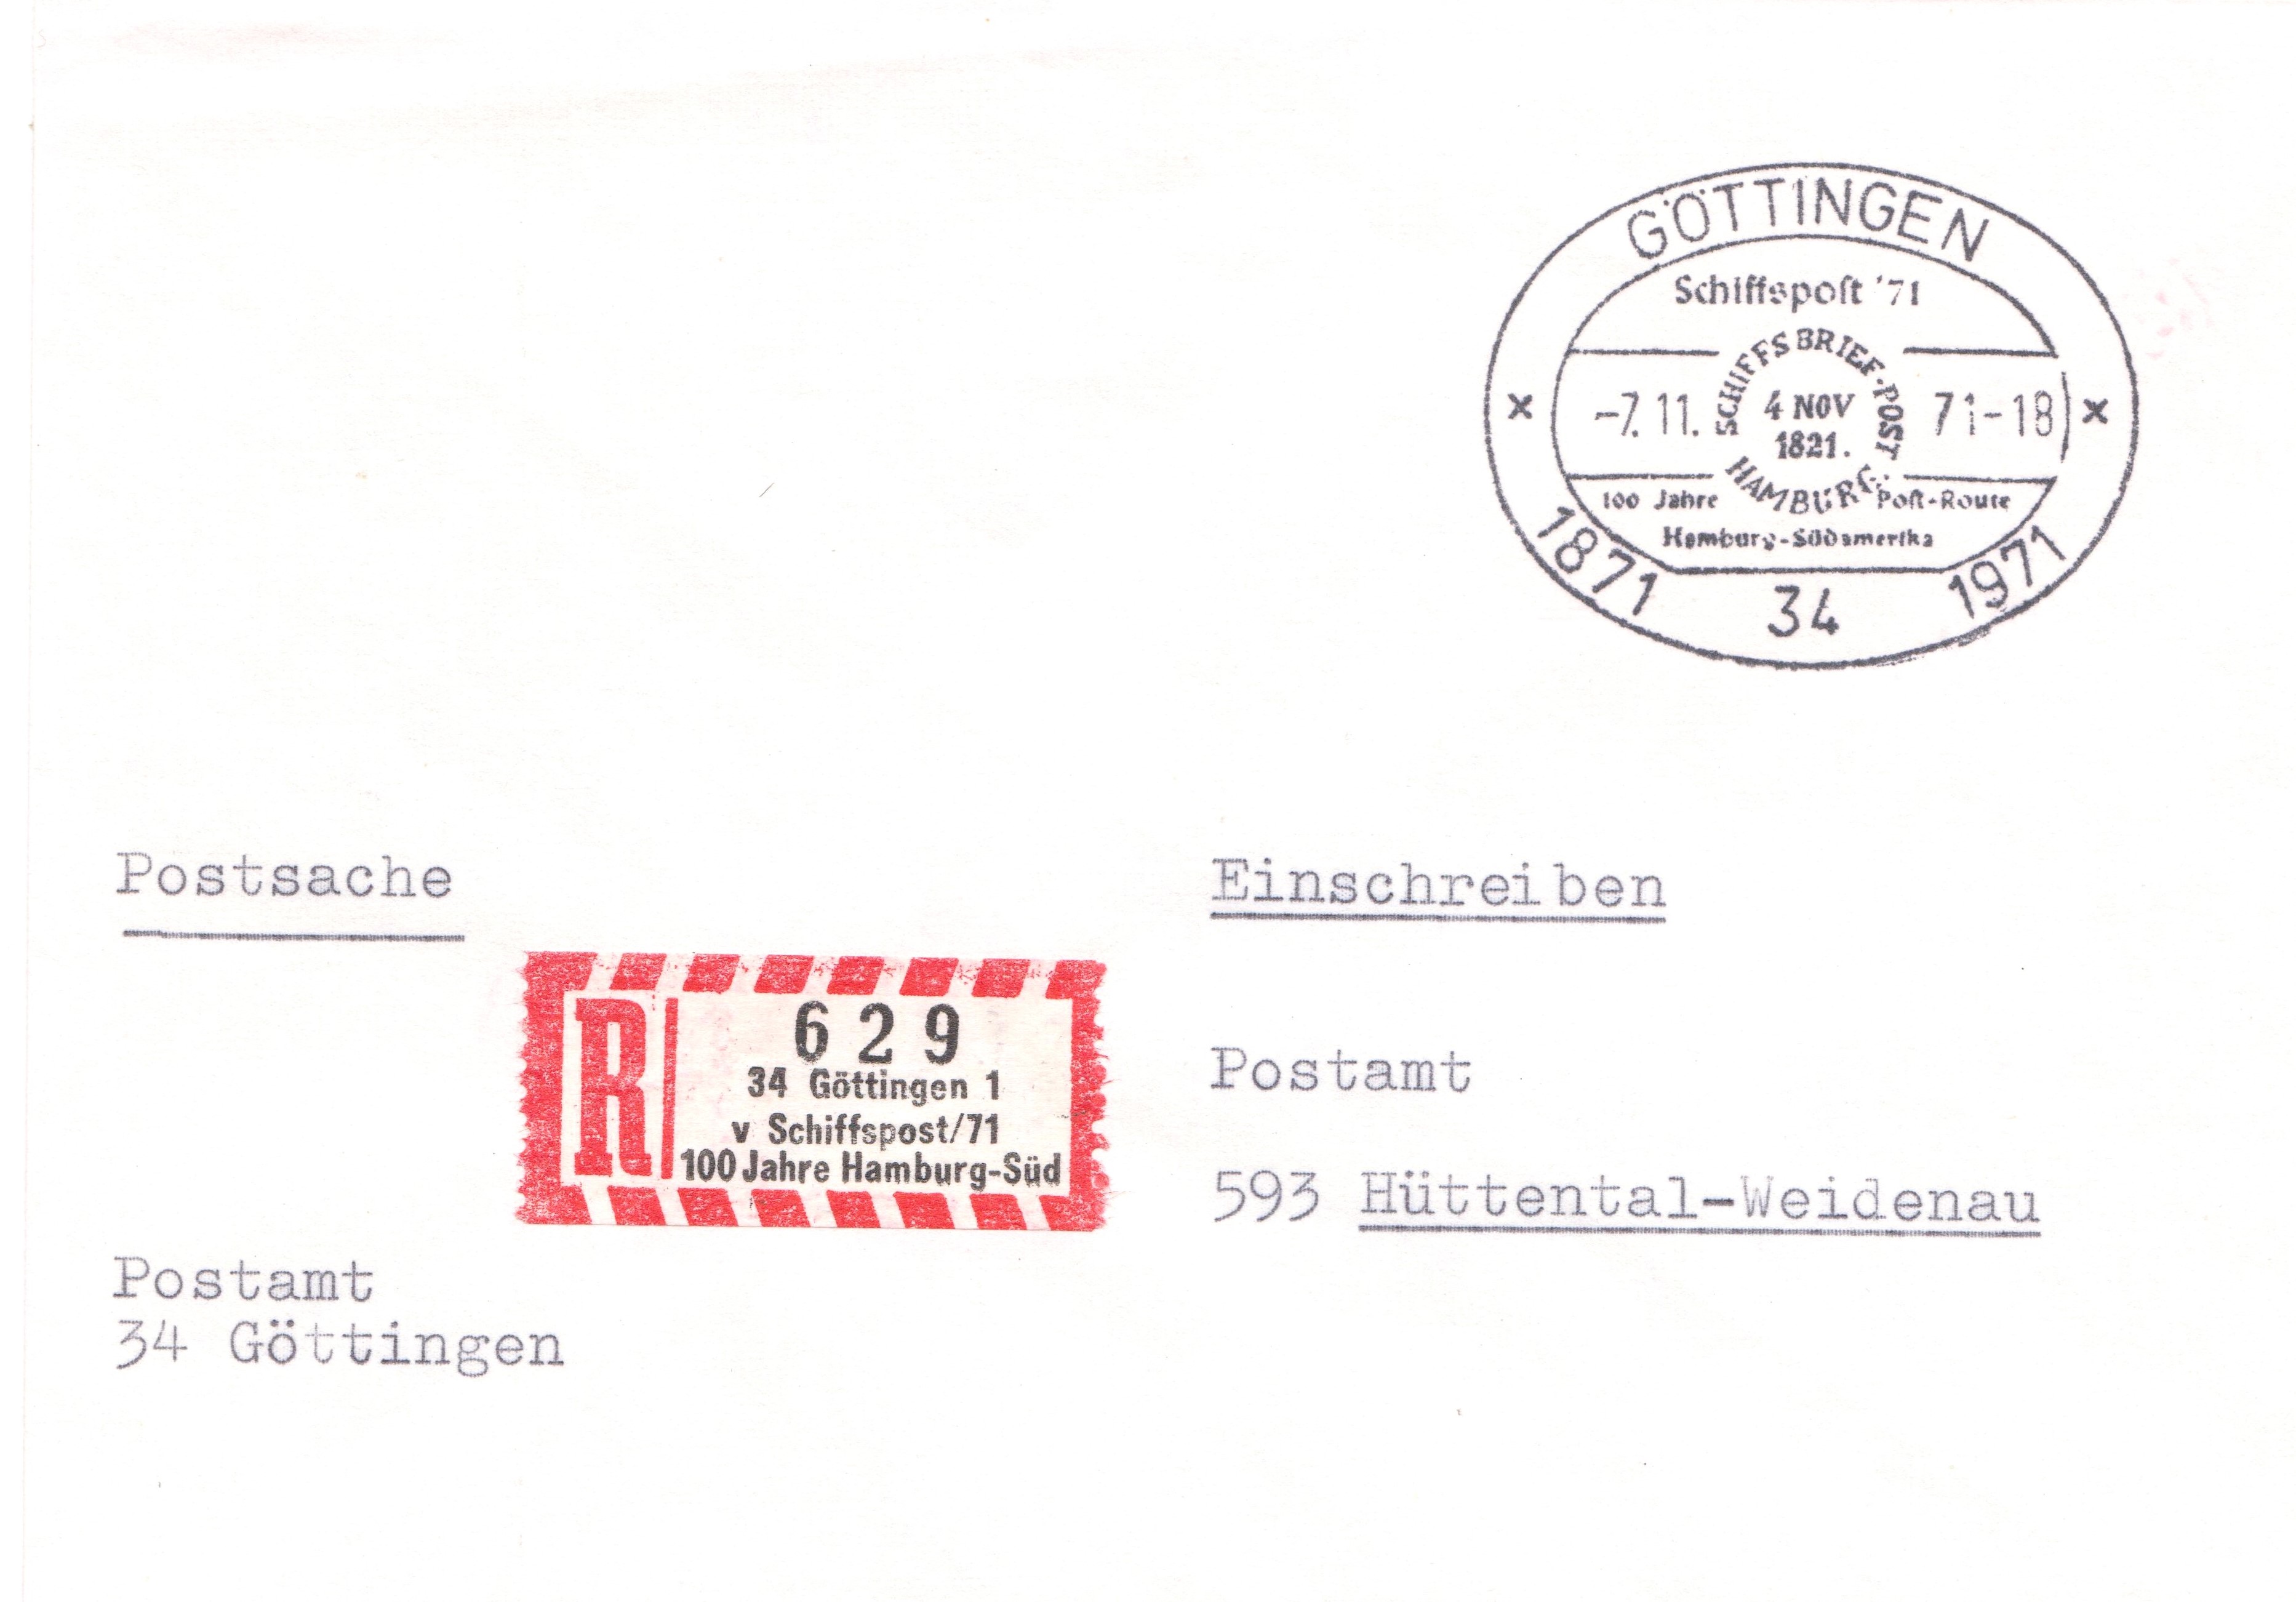 GÖTTINGEN
Schiffspoſt '71
SCHIFFSBRIEF-POST
-7.11. 4 NOV 71-18
1821.
HAMBURG.
100 Jahre Poſt-Route
Hamburg-Südamerika
1871 34 1971
Postsache
Einschreiben
R
629
34 Göttingen 1
v Schiffspost/71
100 Jahre Hamburg-Süd
Postamt
593 Hüttental-Weidenau
Postamt
34 Göttingen